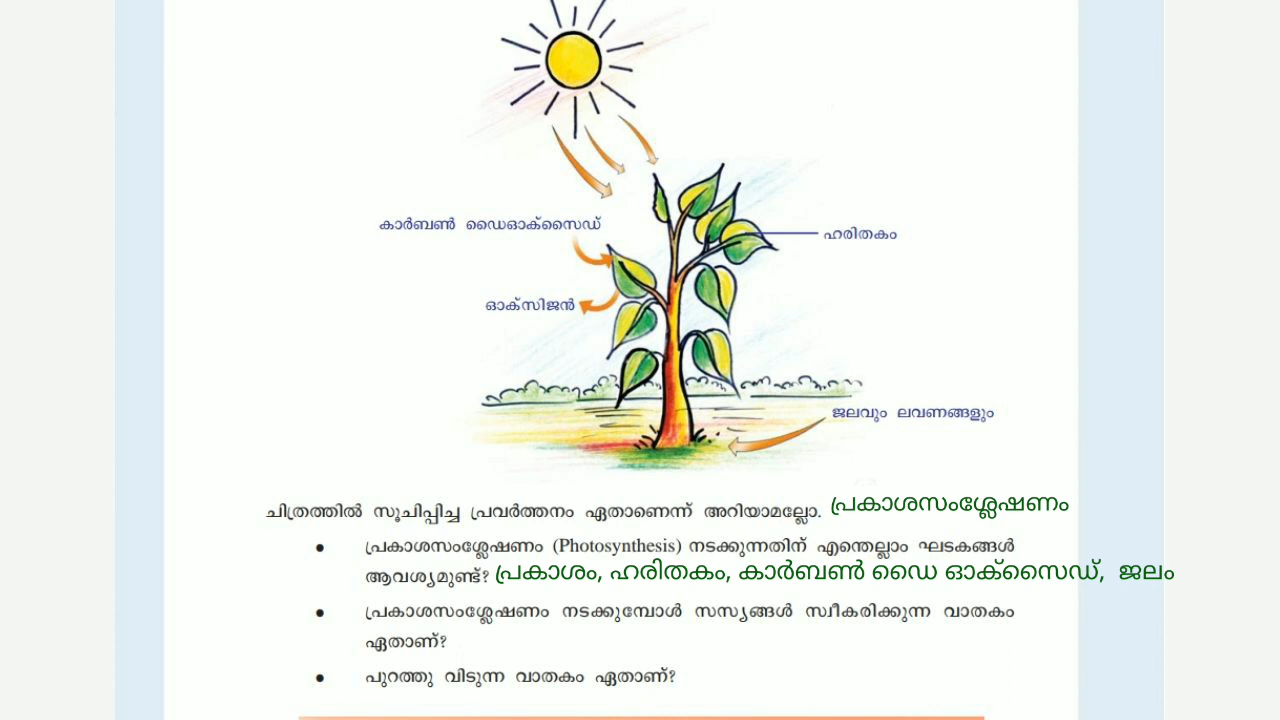 കാർബൺ ഡൈഓക്സൈഡ്
ഹരിതകം
ഓക്സിജൻ
ജലവും ലവണങ്ങളും
ചിത്രത്തിൽ സൂചിപ്പിച്ച പ്രവർത്തനം ഏതാണെന്ന് അറിയാമല്ലോ. പ്രകാശസംശ്ലേഷണം
● പ്രകാശസംശ്ലേഷണം (Photosynthesis) നടക്കുന്നതിന് എന്തെല്ലാം ഘടകങ്ങൾ
ആവശ്യമുണ്ട്? പ്രകാശം, ഹരിതകം, കാർബൺ ഡൈ ഓക്സൈഡ്, ജലം
● പ്രകാശസംശ്ലേഷണം നടക്കുമ്പോൾ സസ്യങ്ങൾ സ്വീകരിക്കുന്ന വാതകം
ഏതാണ്?
● പുറത്തു വിടുന്ന വാതകം ഏതാണ്?